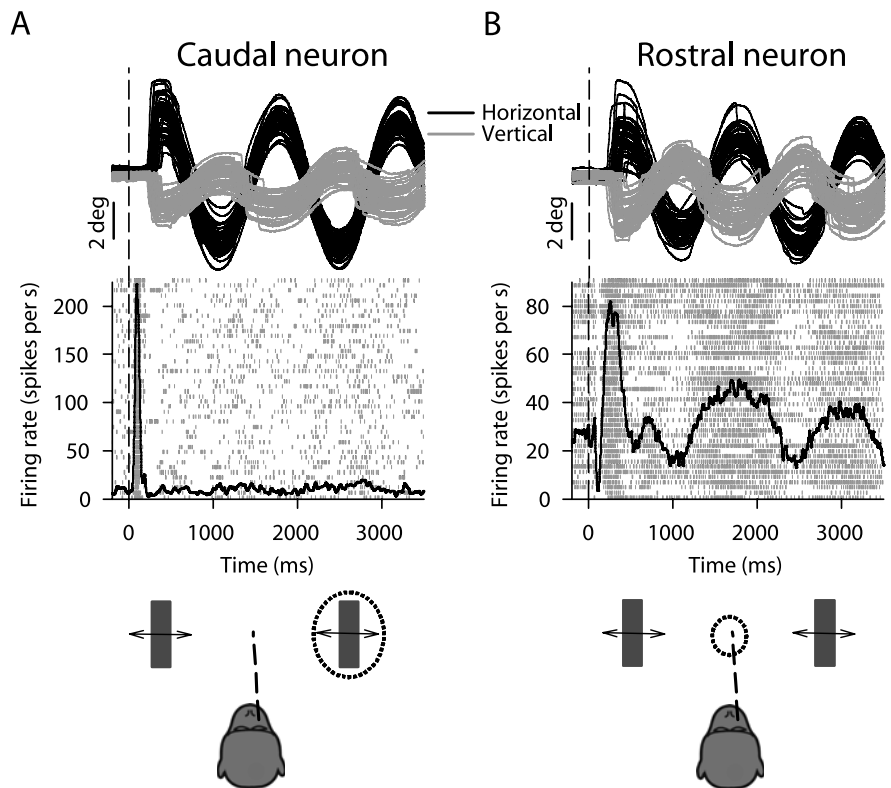 A
Caudal neuron
Horizontal
Vertical
2 deg
Firing rate (spikes per s)
200
150
100
50
0
0 1000 2000 3000
Time (ms)
B
Rostral neuron
2 deg
Firing rate (spikes per s)
80
60
40
20
0
0 1000 2000 3000
Time (ms)